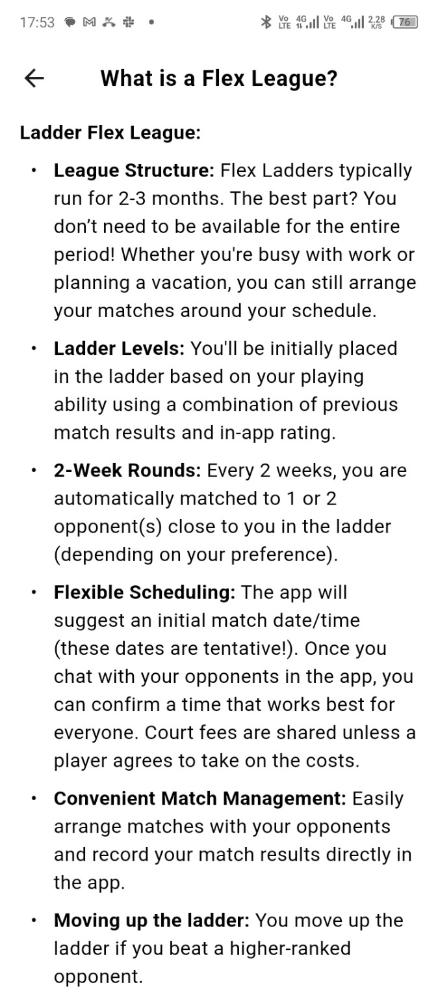 17:53 Vo LTE 4G Vo LTE 4G 2.28 K/S 76
What is a Flex League?
Ladder Flex League:
• League Structure: Flex Ladders typically
run for 2-3 months. The best part? You
don’t need to be available for the entire
period! Whether you're busy with work or
planning a vacation, you can still arrange
your matches around your schedule.
• Ladder Levels: You'll be initially placed
in the ladder based on your playing
ability using a combination of previous
match results and in-app rating.
• 2-Week Rounds: Every 2 weeks, you are
automatically matched to 1 or 2
opponent(s) close to you in the ladder
(depending on your preference).
• Flexible Scheduling: The app will
suggest an initial match date/time
(these dates are tentative!). Once you
chat with your opponents in the app, you
can confirm a time that works best for
everyone. Court fees are shared unless a
player agrees to take on the costs.
• Convenient Match Management: Easily
arrange matches with your opponents
and record your match results directly in
the app.
• Moving up the ladder: You move up the
ladder if you beat a higher-ranked
opponent.